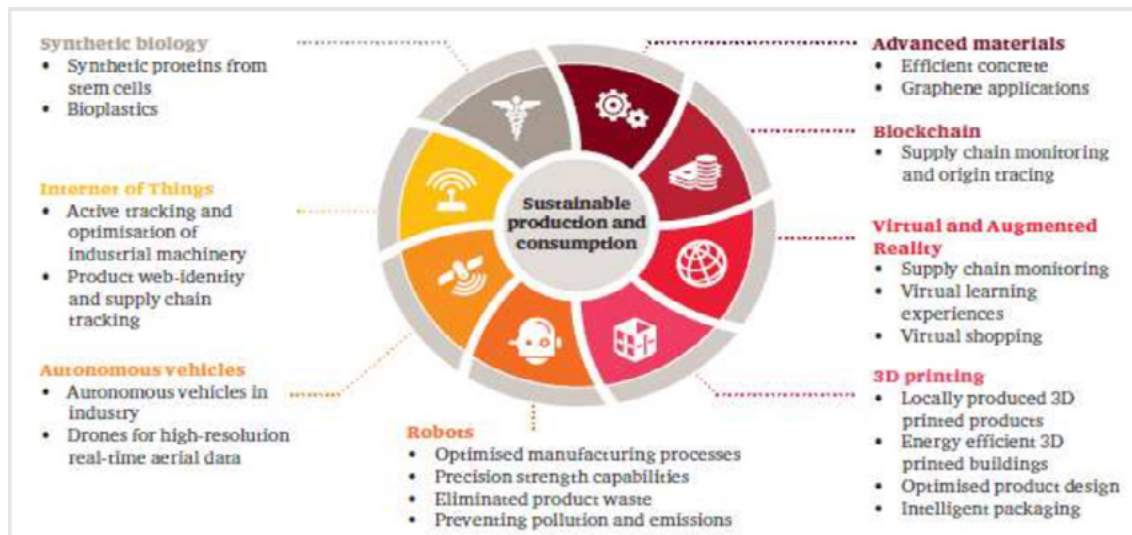 Synthetic biology
• Synthetic proteins from
stem cells
• Bioplastics
Interner of Things
• Active tracking and
optimisation of
industrial machinery
• Product web-identity
and supply chain
tracking
Autonomous vehicles
• Autonomous vehicles in
industry
• Drones for high-resolution
real-time aerial data
Robots
• Optimised manufacturing processes
• Precision strength capabilities
• Eliminated product waste
• Preventing pollution and emissions
Sustainable
production and
consumption
Advanced materials
• Efficient concrete
• Graphene applications
Blockchain
• Supply chain monitoring
and origin tracing
Virtual and Augmented
Reality
• Supply chain monitoring
• Virtual learning
experiences
• Virtual shopping
3D printing
• Locally produced 3D
printed products
• Energy efficient 3D
printed buildings
• Optimised product design
• Intelligent packaging